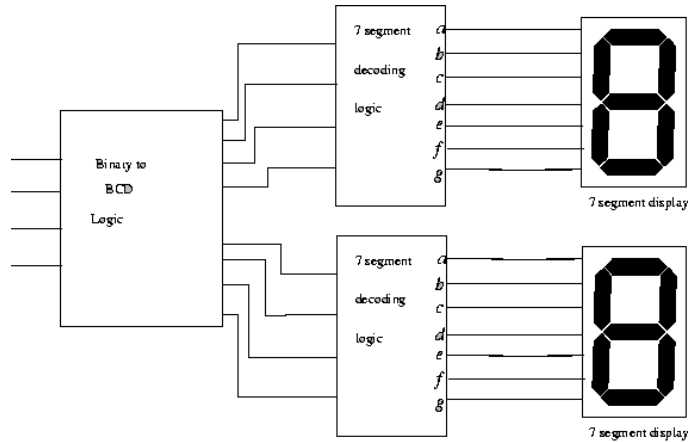 Binary to
BCD
Logic
7 segment
decoding
logic
a
b
c
d
e
f
g
7 segment display
7 segment
decoding
logic
a
b
c
d
e
f
g
7 segment display